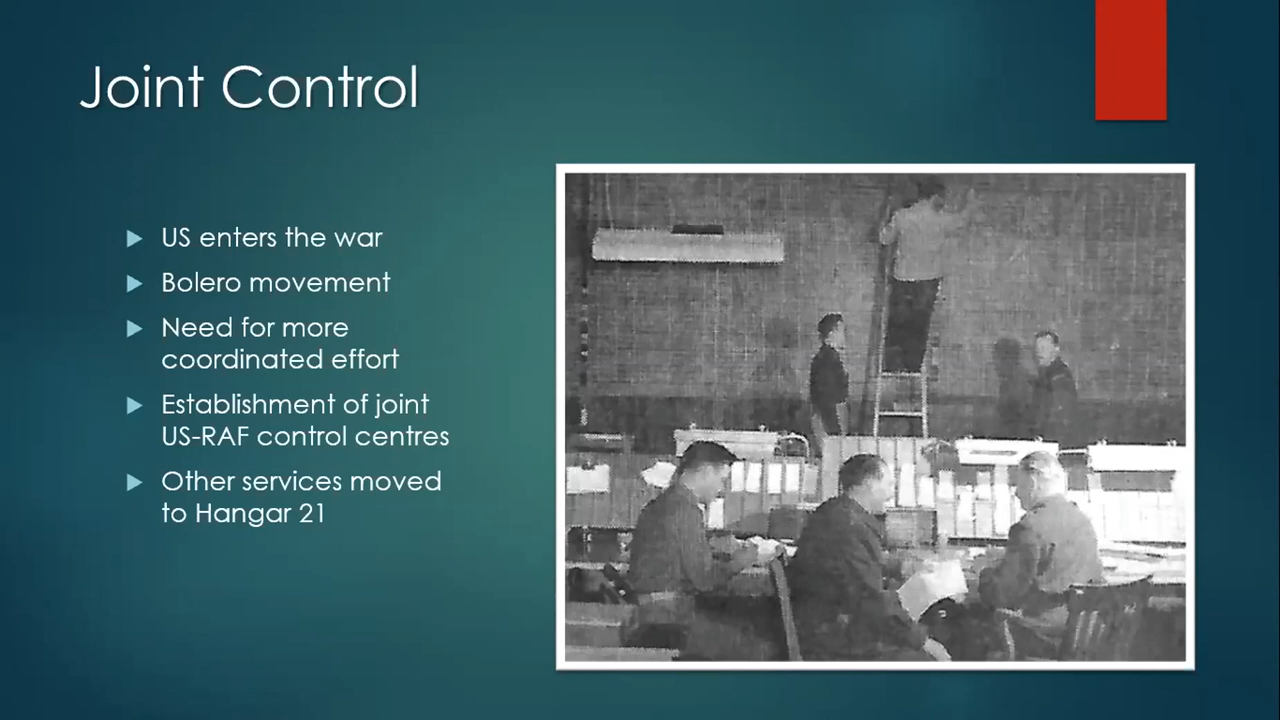 Joint Control
US enters the war
Bolero movement
Need for more
coordinated effort
Establishment of joint
US-RAF control centres
Other services moved
to Hangar 21